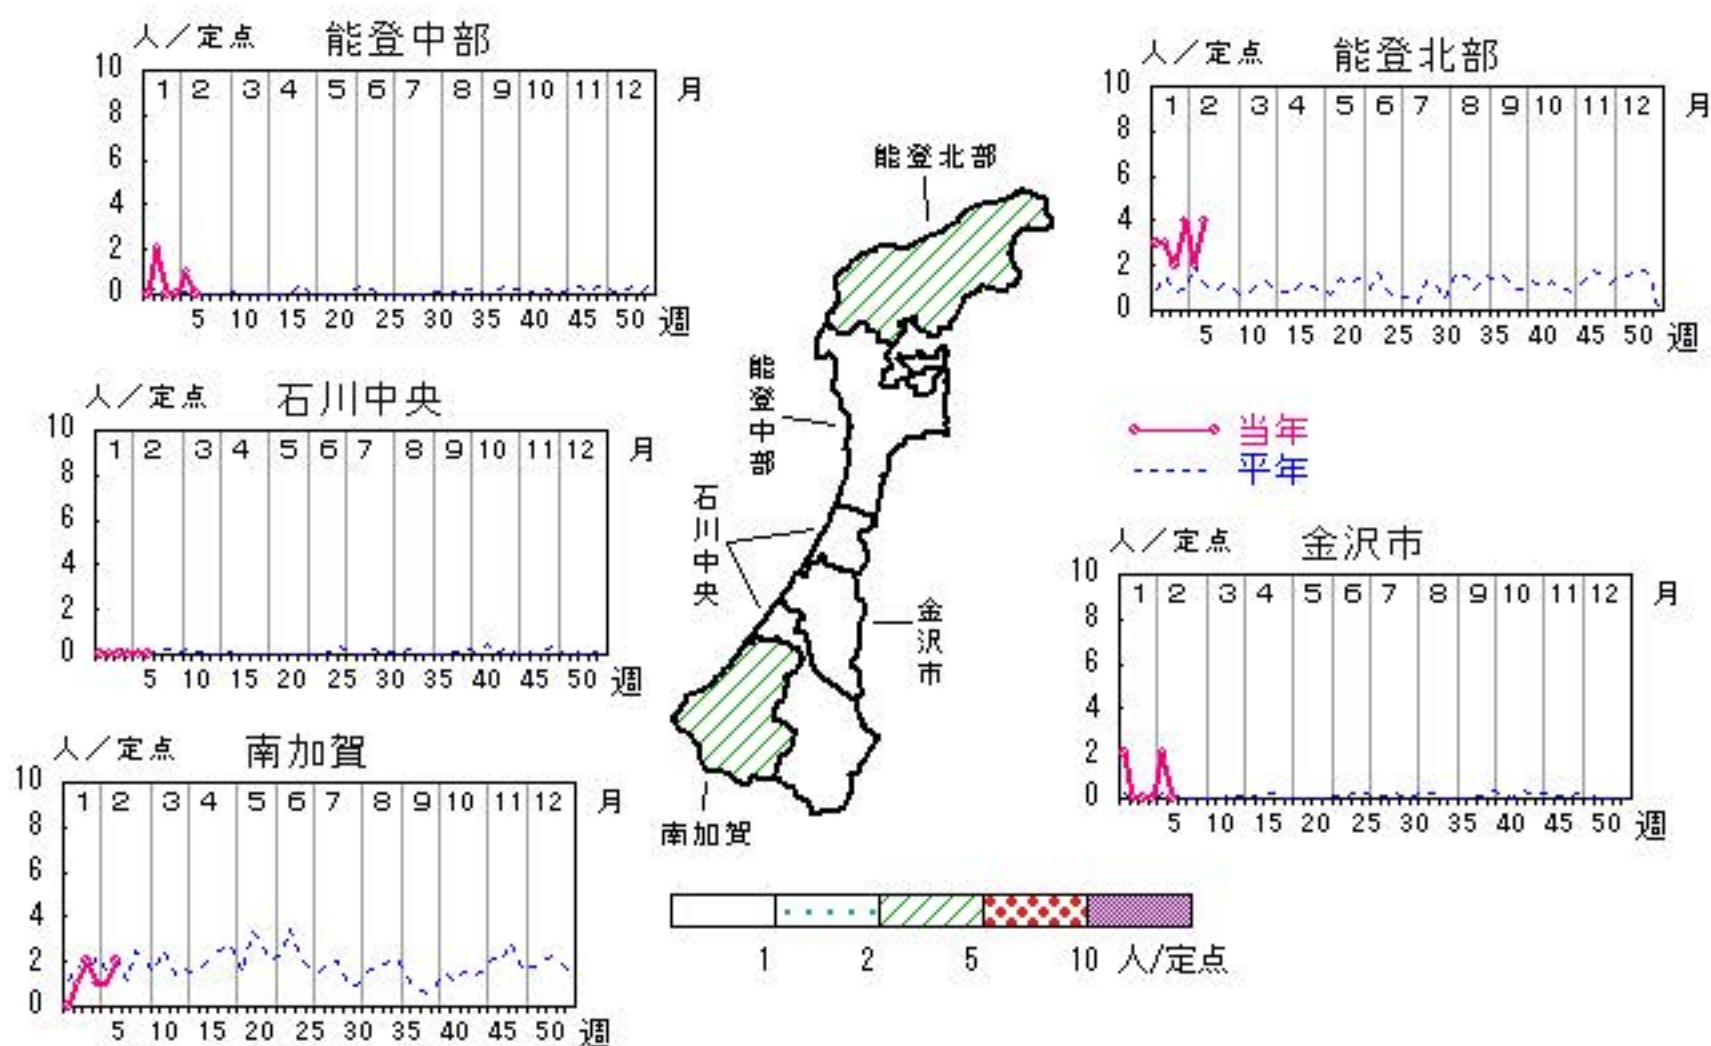 人／定点 能登中部
10 8 6 4 2 0
1 2 3 4 5 6 7 8 9 10 11 12 月
5 10 15 20 25 30 35 40 45 50 週
人／定点 能登北部
10 8 6 4 2 0
1 2 3 4 5 6 7 8 9 10 11 12 月
5 10 15 20 25 30 35 40 45 50 週
能登北部
能登中部
石川中央
金沢市
南加賀
人／定点 石川中央
10 8 6 4 2 0
1 2 3 4 5 6 7 8 9 10 11 12 月
5 10 15 20 25 30 35 40 45 50 週
当年
平年
人／定点 金沢市
10 8 6 4 2 0
1 2 3 4 5 6 7 8 9 10 11 12 月
5 10 15 20 25 30 35 40 45 50 週
人／定点 南加賀
10 8 6 4 2 0
1 2 3 4 5 6 7 8 9 10 11 12 月
5 10 15 20 25 30 35 40 45 50 週
1 2 5 10 人/定点